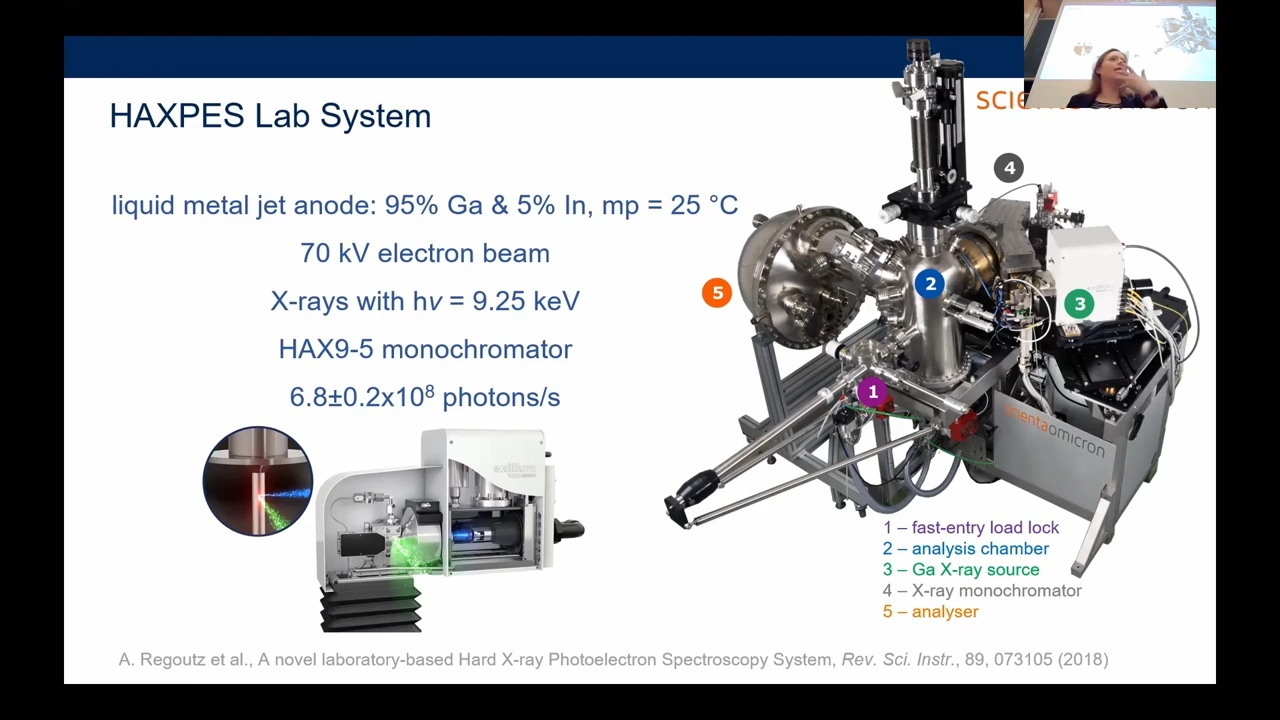 HAXPES Lab System
liquid metal jet anode: 95% Ga & 5% In, mp = 25 °C
70 kV electron beam
X-rays with hν = 9.25 keV
HAX9-5 monochromator
6.8±0.2x10⁸ photons/s
4
2
5
3
1
scientaomicron
excillum
1 – fast-entry load lock
2 – analysis chamber
3 – Ga X-ray source
4 – X-ray monochromator
5 – analyser
A. Regoutz et al., A novel laboratory-based Hard X-ray Photoelectron Spectroscopy System, Rev. Sci. Instr., 89, 073105 (2018)